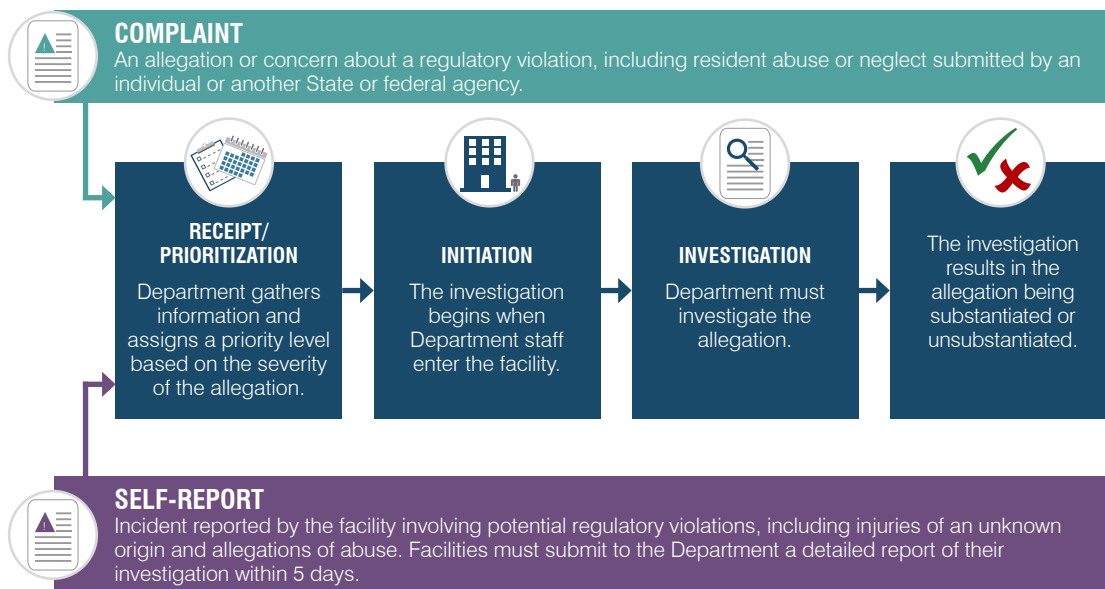 COMPLAINT
An allegation or concern about a regulatory violation, including resident abuse or neglect submitted by an
individual or another State or federal agency.
RECEIPT/
PRIORITIZATION
Department gathers
information and
assigns a priority level
based on the severity
of the allegation.
INITIATION
The investigation
begins when
Department staff
enter the facility.
INVESTIGATION
Department must
investigate the
allegation.
The investigation
results in the
allegation being
substantiated or
unsubstantiated.
SELF-REPORT
Incident reported by the facility involving potential regulatory violations, including injuries of an unknown
origin and allegations of abuse. Facilities must submit to the Department a detailed report of their
investigation within 5 days.